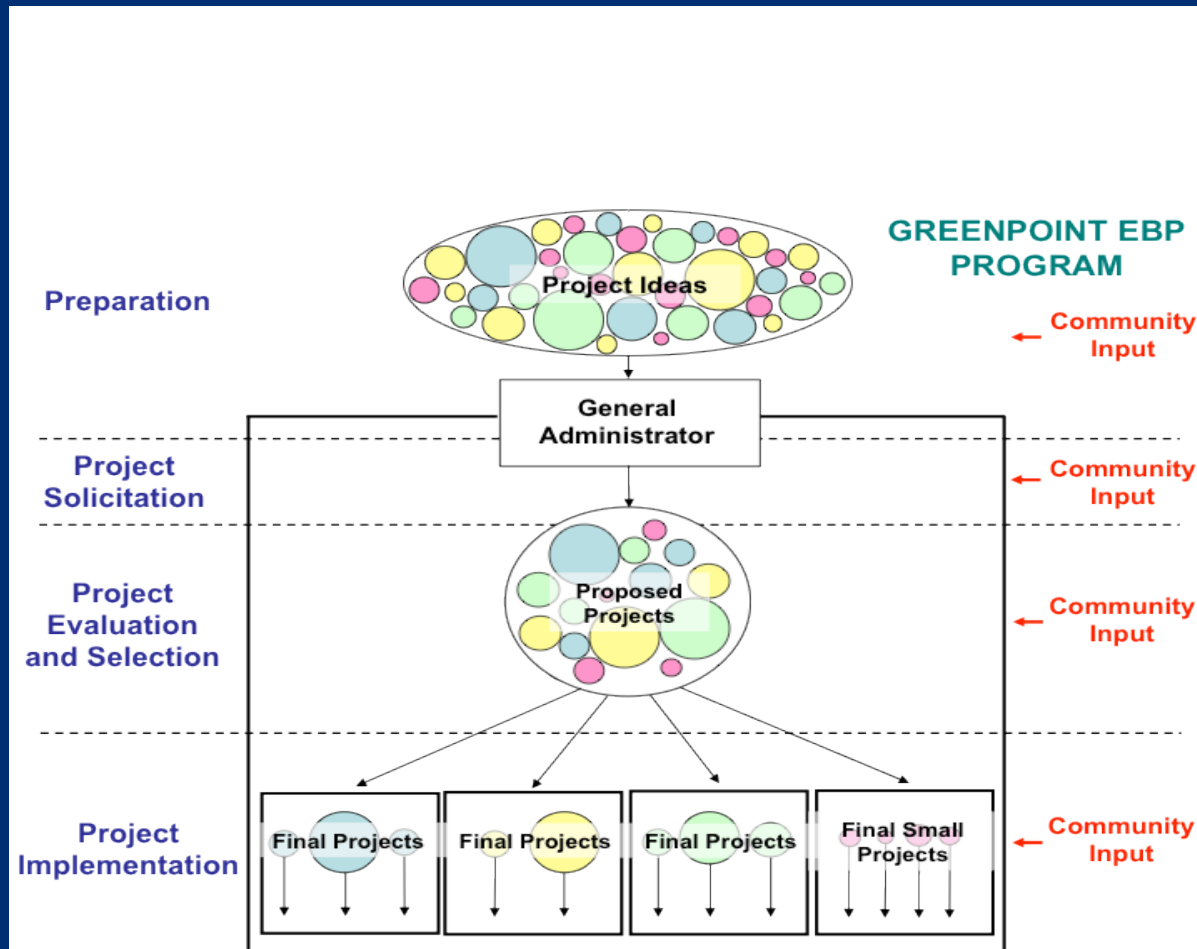 GREENPOINT EBP
PROGRAM
Preparation
Project Ideas
Community
Input
General
Administrator
Project
Solicitation
Community
Input
Project
Evaluation
and Selection
Proposed
Projects
Community
Input
Project
Implementation
Final Projects
Final Projects
Final Projects
Final Small
Projects
Community
Input